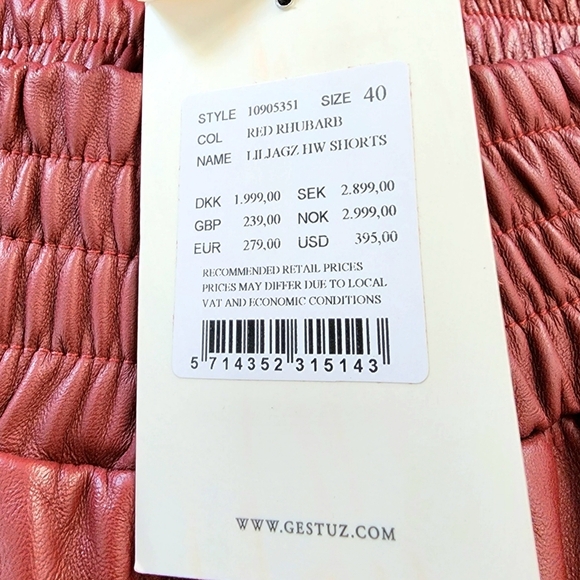 STYLE 10905351 SIZE 40
COL RED RHUBARB
NAME LILJAGZ HW SHORTS
DKK 1.999,00 SEK 2.899,00
GBP 239,00 NOK 2.999,00
EUR 279,00 USD 395,00
RECOMMENDED RETAIL PRICES
PRICES MAY DIFFER DUE TO LOCAL
VAT AND ECONOMIC CONDITIONS
5 714352 315143
WWW.GESTUZ.COM